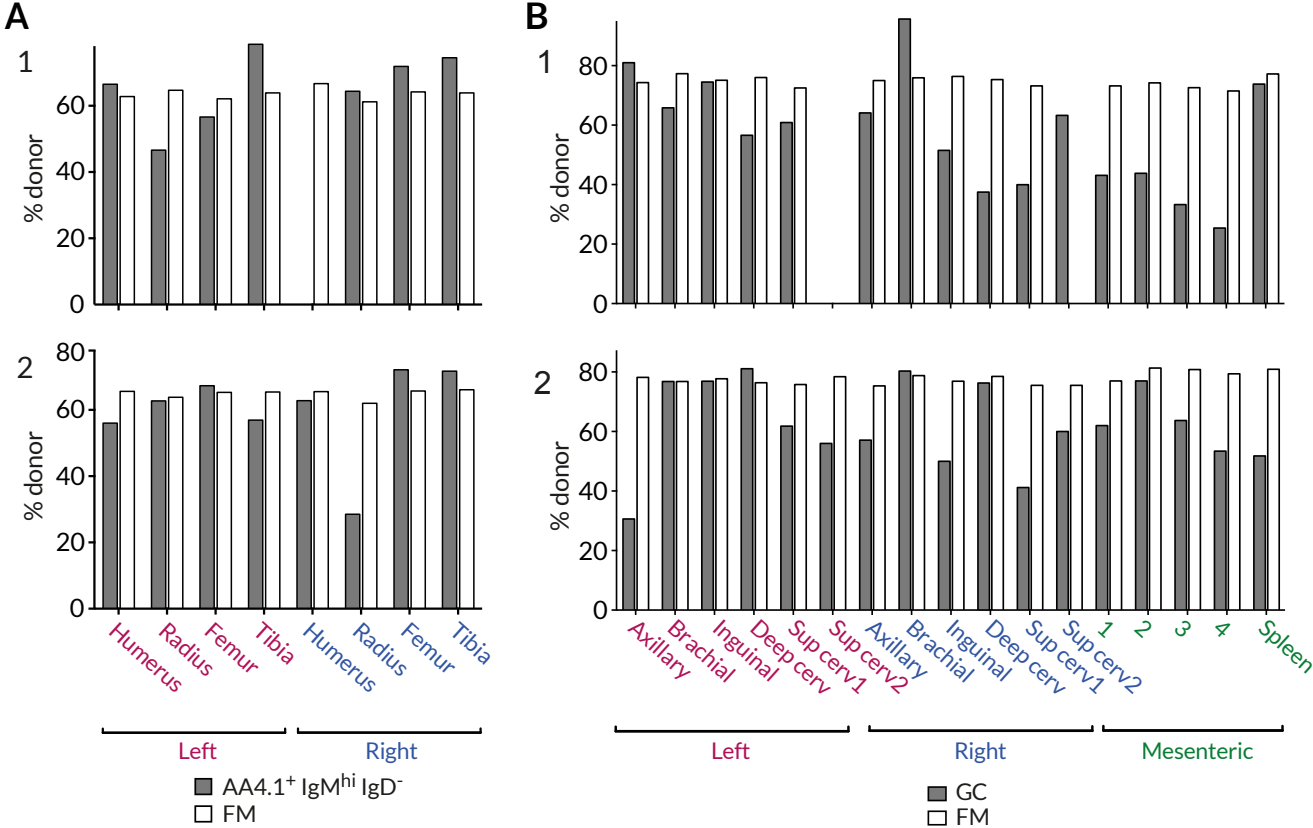 A
1
% donor
60
40
20
0
2
% donor
80
60
40
20
0
Humerus
Radius
Femur
Tibia
Humerus
Radius
Femur
Tibia
Left
Right
AA4.1+ IgMhi IgD-
FM
B
1
% donor
80
60
40
20
0
2
% donor
80
60
40
20
0
Axillary
Brachial
Inguinal
Deep cerv
Sup cerv1
Sup cerv2
Axillary
Brachial
Inguinal
Deep cerv
Sup cerv1
Sup cerv2
1
2
3
4
Spleen
Left
Right
Mesenteric
GC
FM